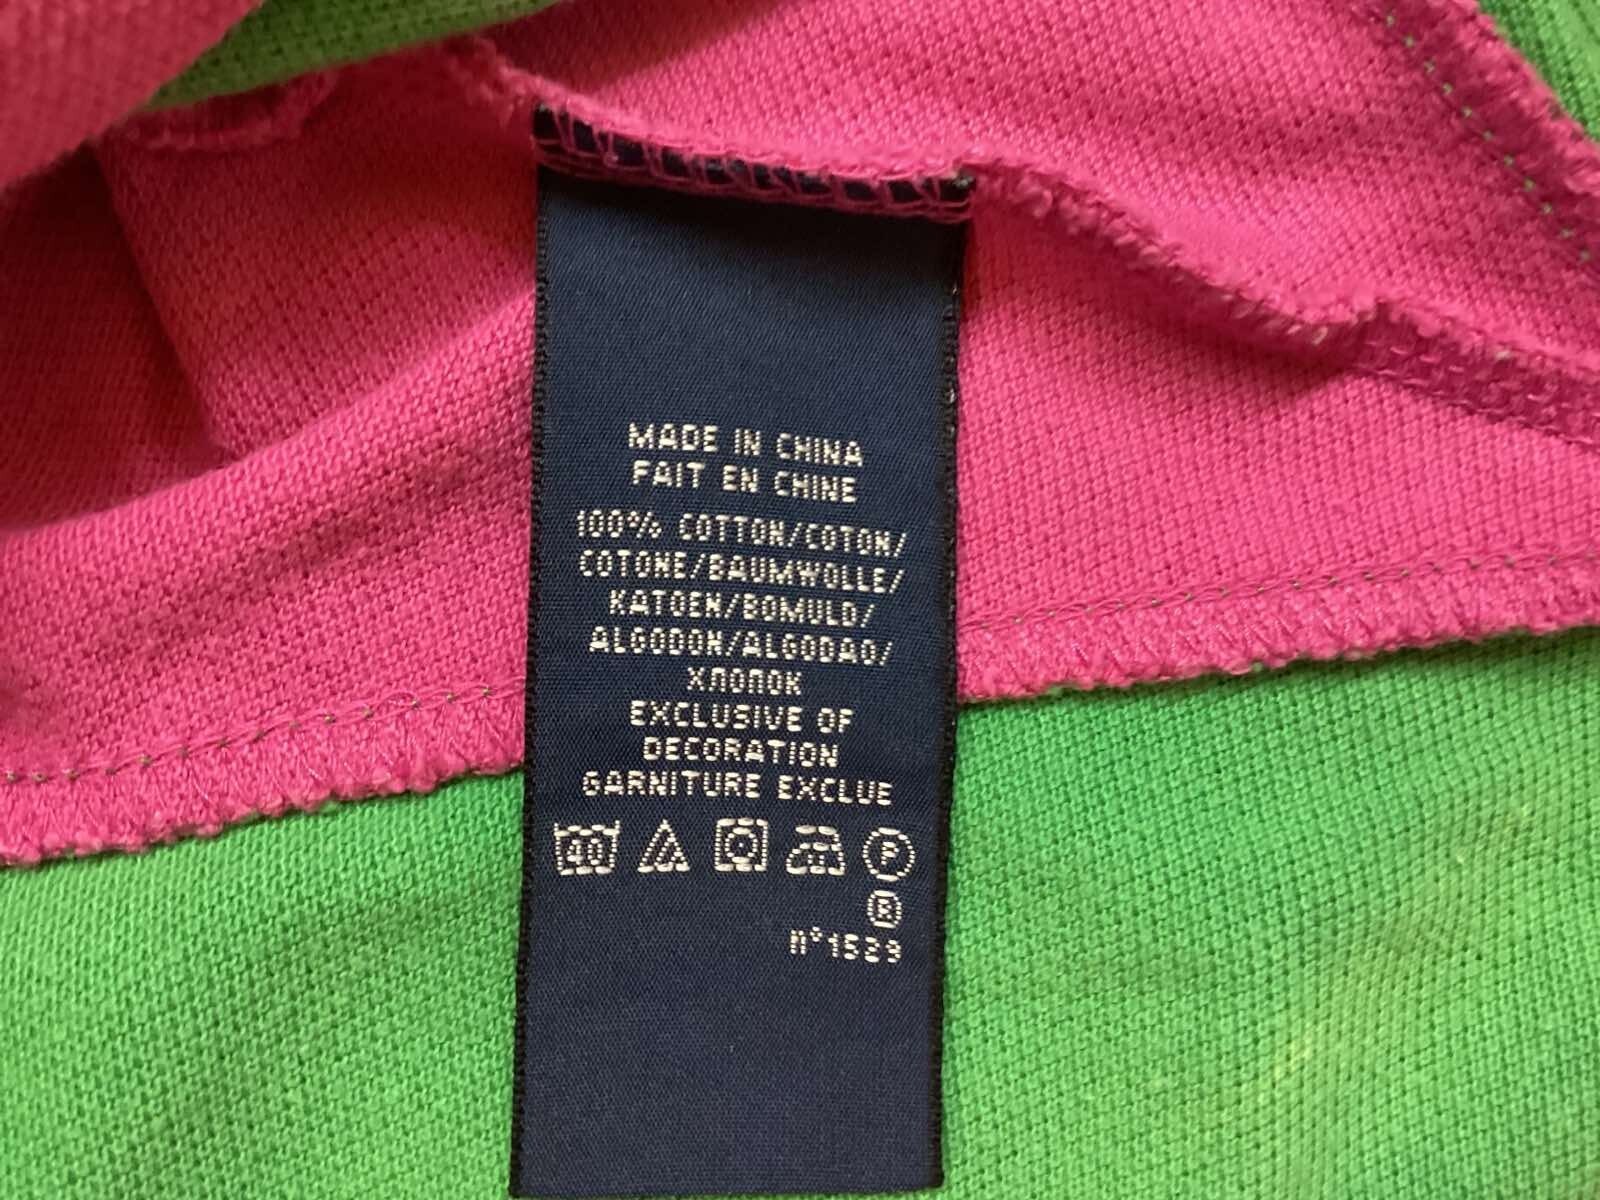 MADE IN CHINA
FAIT EN CHINE
100% COTTON/COTON/
COTONE/BAUMWOLLE/
KATOEN/BOMULD/
ALGODON/ALGODAO/
ХЛОПОК
EXCLUSIVE OF
DECORATION
GARNITURE EXCLUE
40 P
®
n°1529